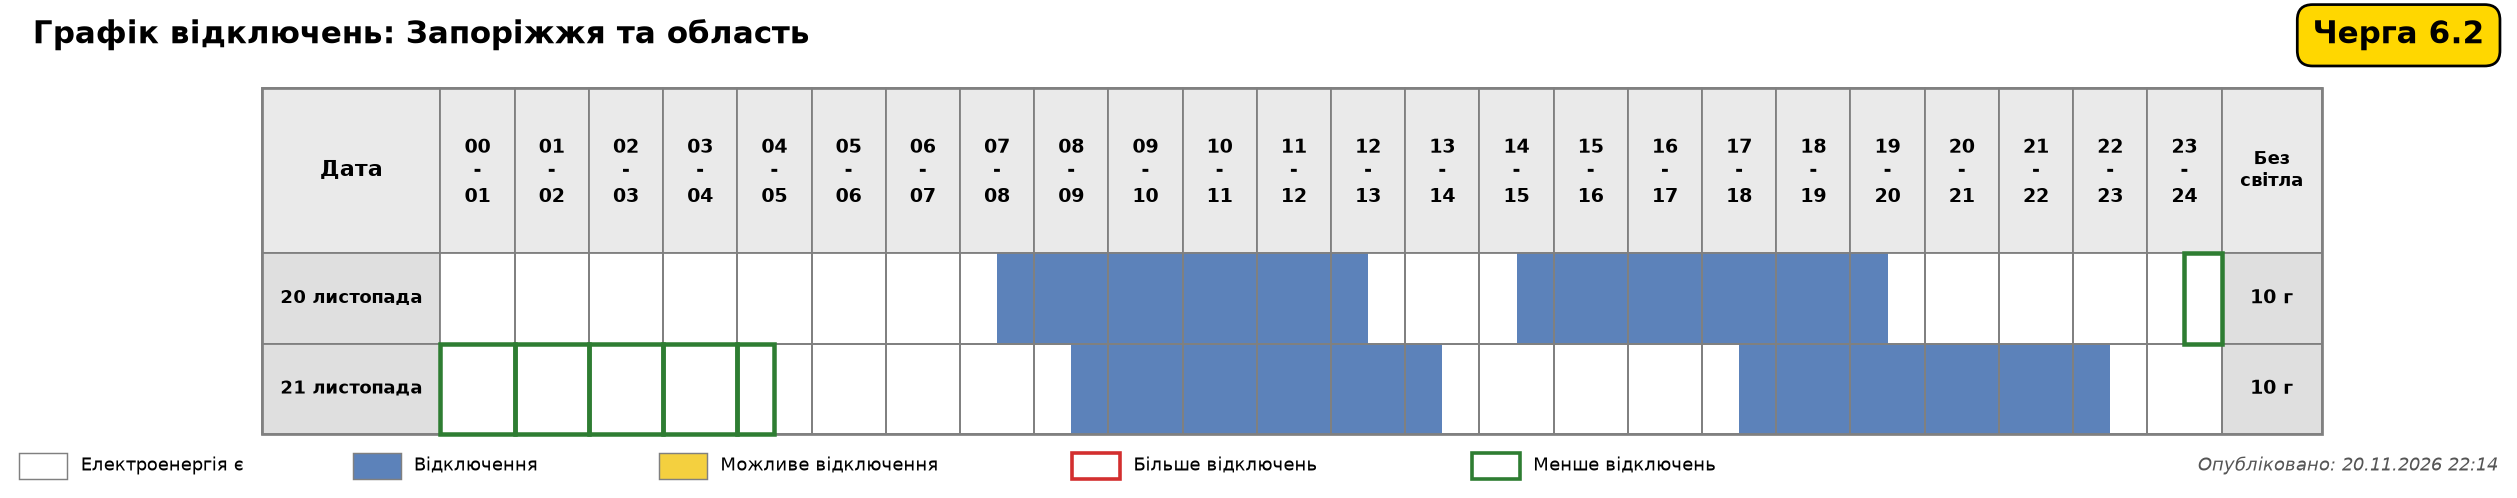 Графік відключень: Запоріжжя та область
Черга 6.2
Дата
00 - 01
01 - 02
02 - 03
03 - 04
04 - 05
05 - 06
06 - 07
07 - 08
08 - 09
09 - 10
10 - 11
11 - 12
12 - 13
13 - 14
14 - 15
15 - 16
16 - 17
17 - 18
18 - 19
19 - 20
20 - 21
21 - 22
22 - 23
23 - 24
Без
світла
20 листопада
10 г
21 листопада
10 г
Електроенергія є
Відключення
Можливе відключення
Більше відключень
Менше відключень
Опубліковано: 20.11.2026 22:14